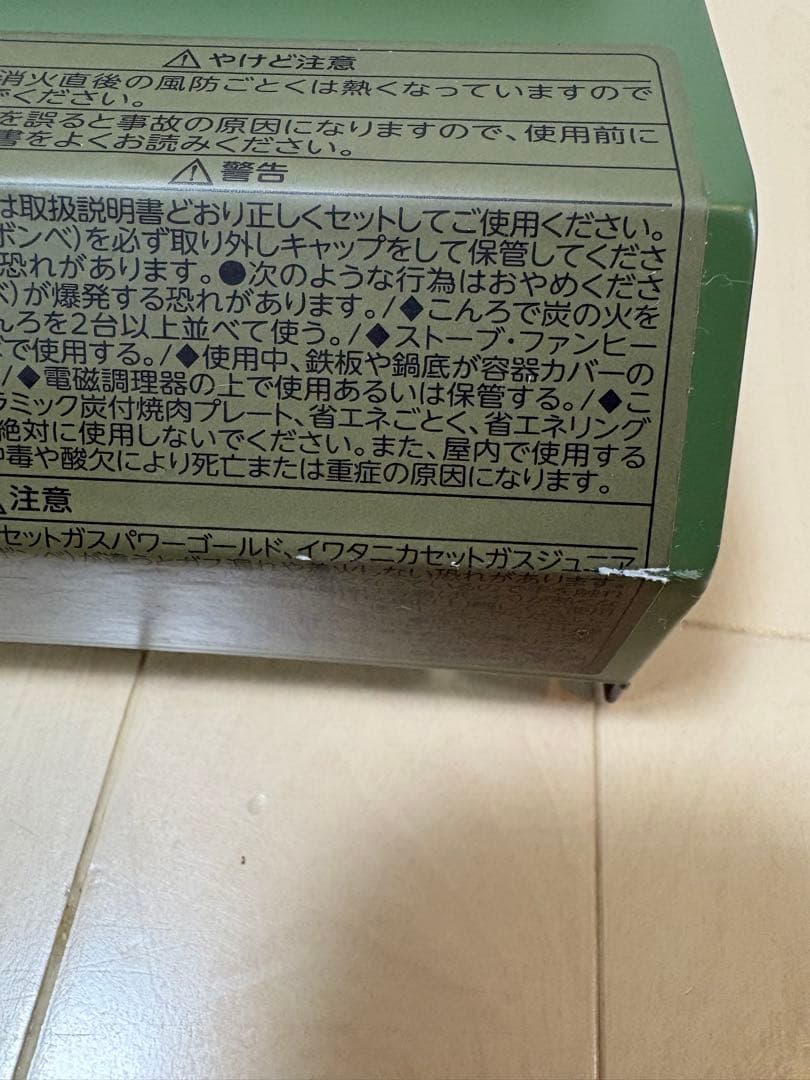 ⚠やけど注意
消火直後の風防ごとくは熱くなっていますので
でください。
を誤ると事故の原因になりますので、使用前に
書をよくお読みください。
⚠警告
は取扱説明書どおり正しくセットしてご使用ください。
ボンベ)を必ず取り外しキャップをして保管してくださ
恐れがあります。●次のような行為はおやめくださ
ベ)が爆発する恐れがあります。/◆こんろで炭の火を
んろを2台以上並べて使う。/◆ストーブ・ファンヒー
で使用する。/◆使用中、鉄板や鍋底が容器カバーの
/◆電磁調理器の上で使用あるいは保管する。/◆こ
ラミック炭付焼肉プレート、省エネごとく、省エネリング
絶対に使用しないでください。また、屋内で使用する
中毒や酸欠により死亡または重症の原因になります。
⚠注意
セットガスパワーゴールド、イワタニカセットガスジュニア